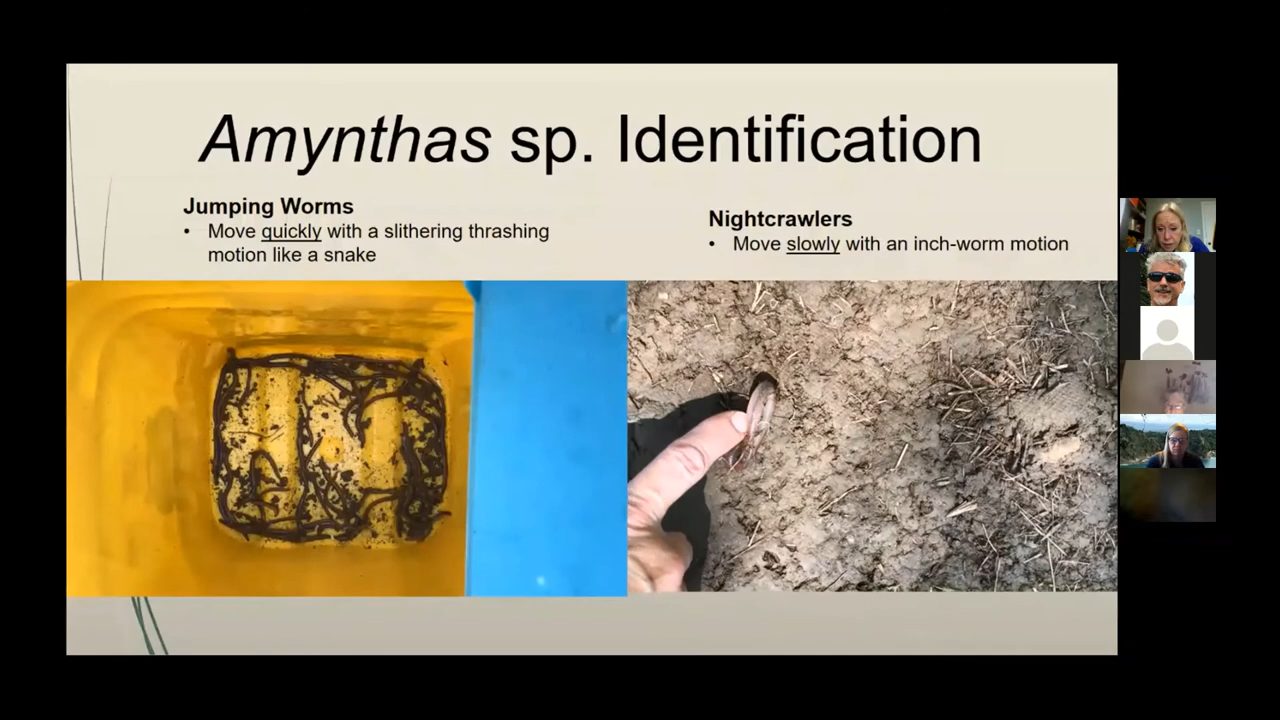 Amynthas sp. Identification
Jumping Worms
• Move quickly with a slithering thrashing
motion like a snake
Nightcrawlers
• Move slowly with an inch-worm motion